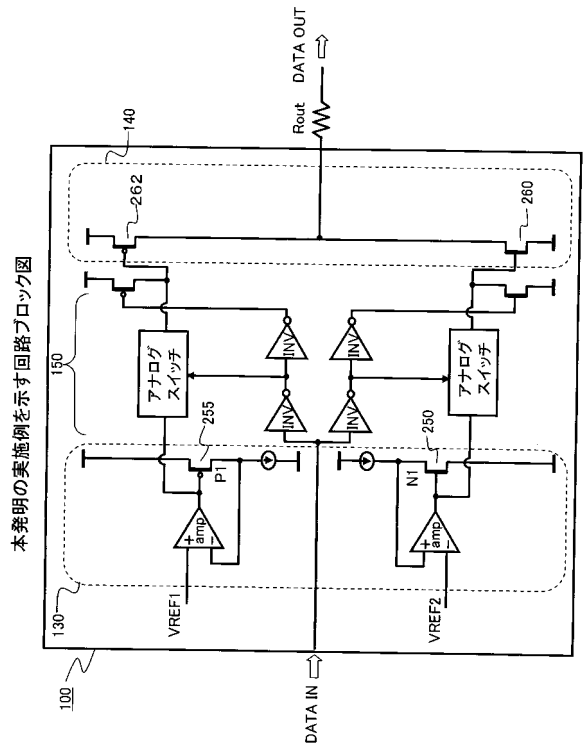 本発明の実施例を示す回路ブロック図
100
130
150
140
VREF1
+
amp
−
P1
255
アナログ
スイッチ
262
INV
INV
DATA IN
Rout
DATA OUT
INV
INV
VREF2
+
amp
−
N1
250
アナログ
スイッチ
260